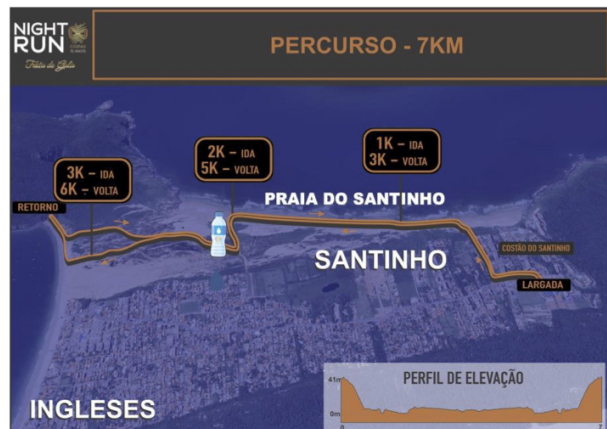 NIGHT
RUN
PERCURSO - 7KM
3K - IDA
6K - VOLTA
2K - IDA
5K - VOLTA
1K - IDA
3K - VOLTA
RETORNO
PRAIA DO SANTINHO
COSTÃO DO SANTINHO
SANTINHO
LARGADA
PERFIL DE ELEVAÇÃO
41m
0m
0
7
INGLESES